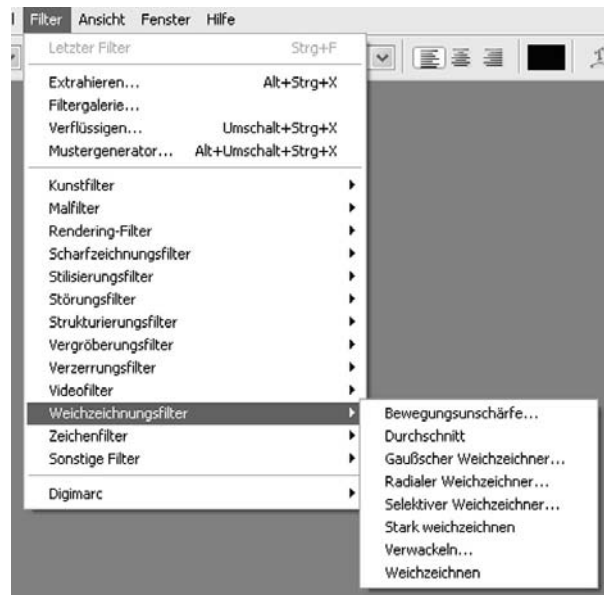 Filter Ansicht Fenster Hilfe
Letzter Filter Strg+F
Extrahieren... Alt+Strg+X
Filtergalerie...
Verflüssigen... Umschalt+Strg+X
Mustergenerator... Alt+Umschalt+Strg+X
Kunstfilter
Malfilter
Rendering-Filter
Scharfzeichnungsfilter
Stilisierungsfilter
Störungsfilter
Strukturierungsfilter
Vergröberungsfilter
Verzerrungsfilter
Videofilter
Weichzeichnungsfilter
Zeichenfilter
Sonstige Filter
Digimarc
Bewegungsunschärfe...
Durchschnitt
Gaußscher Weichzeichner...
Radialer Weichzeichner...
Selektiver Weichzeichner...
Stark weichzeichnen
Verwackeln...
Weichzeichnen